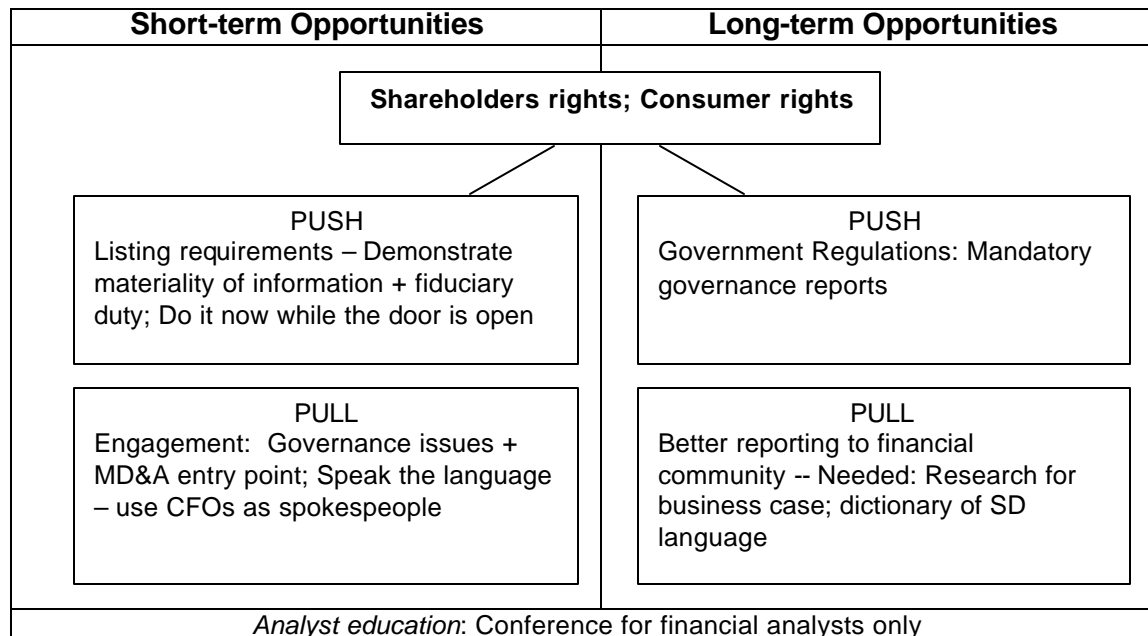 Short-term Opportunities
Long-term Opportunities
Shareholders rights; Consumer rights
PUSH
Listing requirements – Demonstrate
materiality of information + fiduciary
duty; Do it now while the door is open
PUSH
Government Regulations: Mandatory
governance reports
PULL
Engagement:  Governance issues +
MD&A entry point; Speak the language
– use CFOs as spokespeople
PULL
Better reporting to financial
community -- Needed: Research for
business case; dictionary of SD
language
Analyst education: Conference for financial analysts only